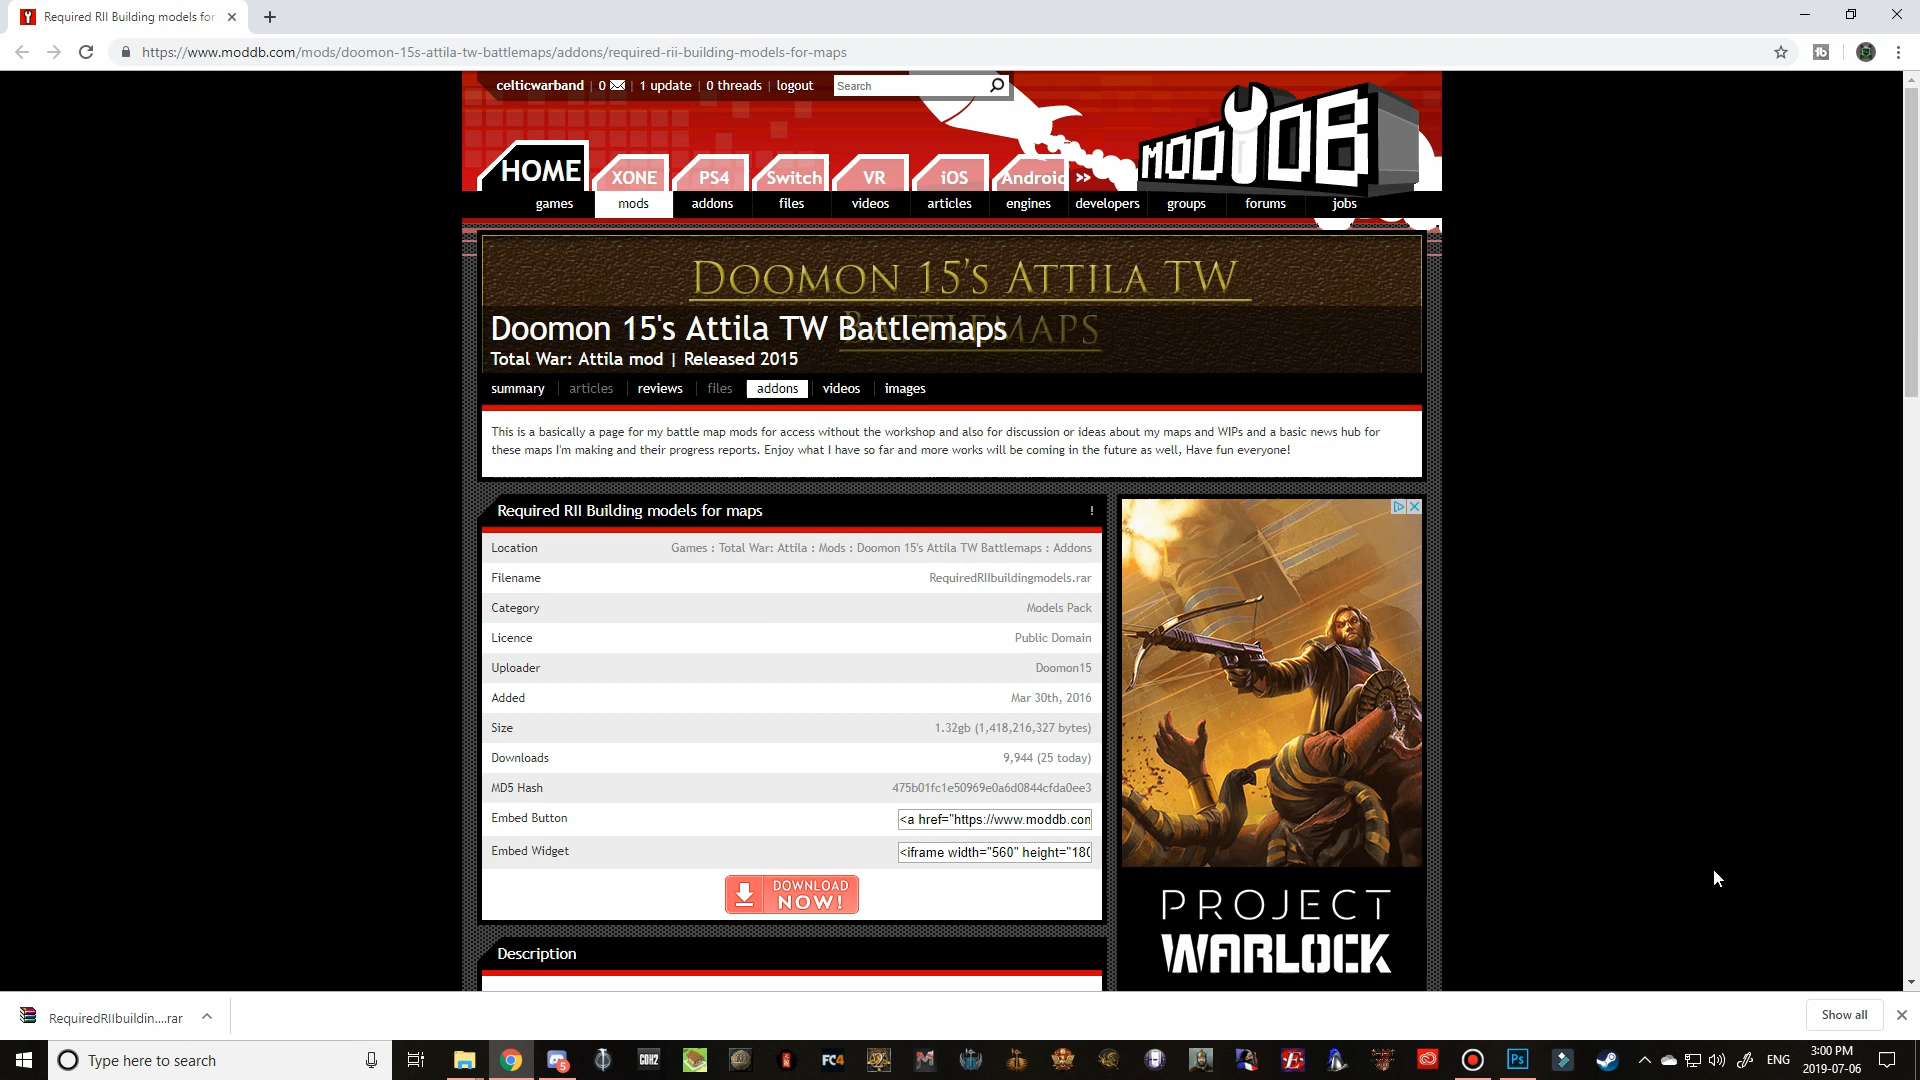 Required RII Building models for
https://www.moddb.com/mods/doomon-15s-attila-tw-battlemaps/addons/required-rii-building-models-for-maps
celticwarband | 0 | 1 update | 0 threads | logout
Search
MODDB
HOME XONE PS4 Switch VR iOS Android >>
games mods addons files videos articles engines developers groups forums jobs
DOOMON 15'S ATTILA TW
BATTLEMAPS
Doomon 15's Attila TW Battlemaps
Total War: Attila mod | Released 2015
summary articles reviews files addons videos images
This is a basically a page for my battle map mods for access without the workshop and also for discussion or ideas about my maps and WIPs and a basic news hub for
these maps I'm making and their progress reports. Enjoy what I have so far and more works will be coming in the future as well, Have fun everyone!
Required RII Building models for maps !
Location Games : Total War: Attila : Mods : Doomon 15's Attila TW Battlemaps : Addons
Filename RequiredRIIbuildingmodels.rar
Category Models Pack
Licence Public Domain
Uploader Doomon15
Added Mar 30th, 2016
Size 1.32gb (1,418,216,327 bytes)
Downloads 9,944 (25 today)
MD5 Hash 475b01fc1e50969e0a6d0844cfda0ee3
Embed Button <a href="https://www.moddb.con
Embed Widget <iframe width="560" height="180
DOWNLOAD
NOW!
Description
PROJECT
WARLOCK
RequiredRIIbuildin....rar
Show all
Type here to search
5
COH2
FC4
Ps
ENG
3:00 PM
2019-07-06